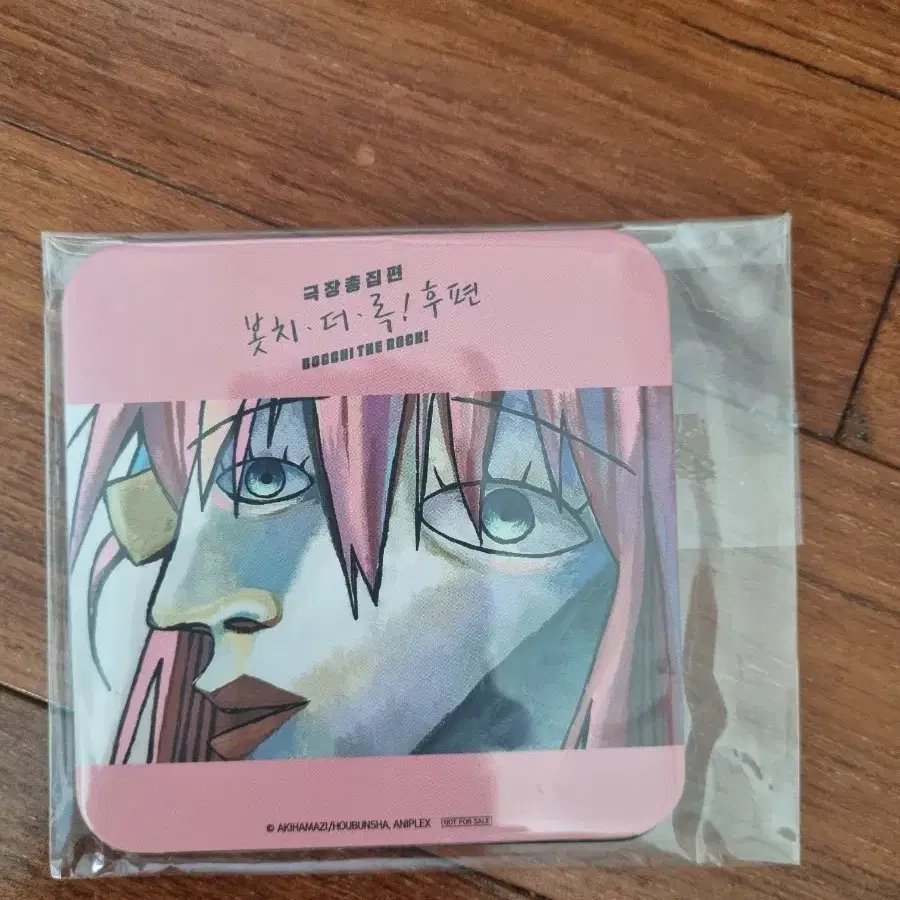 극장총집편
봇치·더·록! 후편
BOCCHI THE ROCK!
© AKIHAMAZI/HOUBUNSHA, ANIPLEX NOT FOR SALE